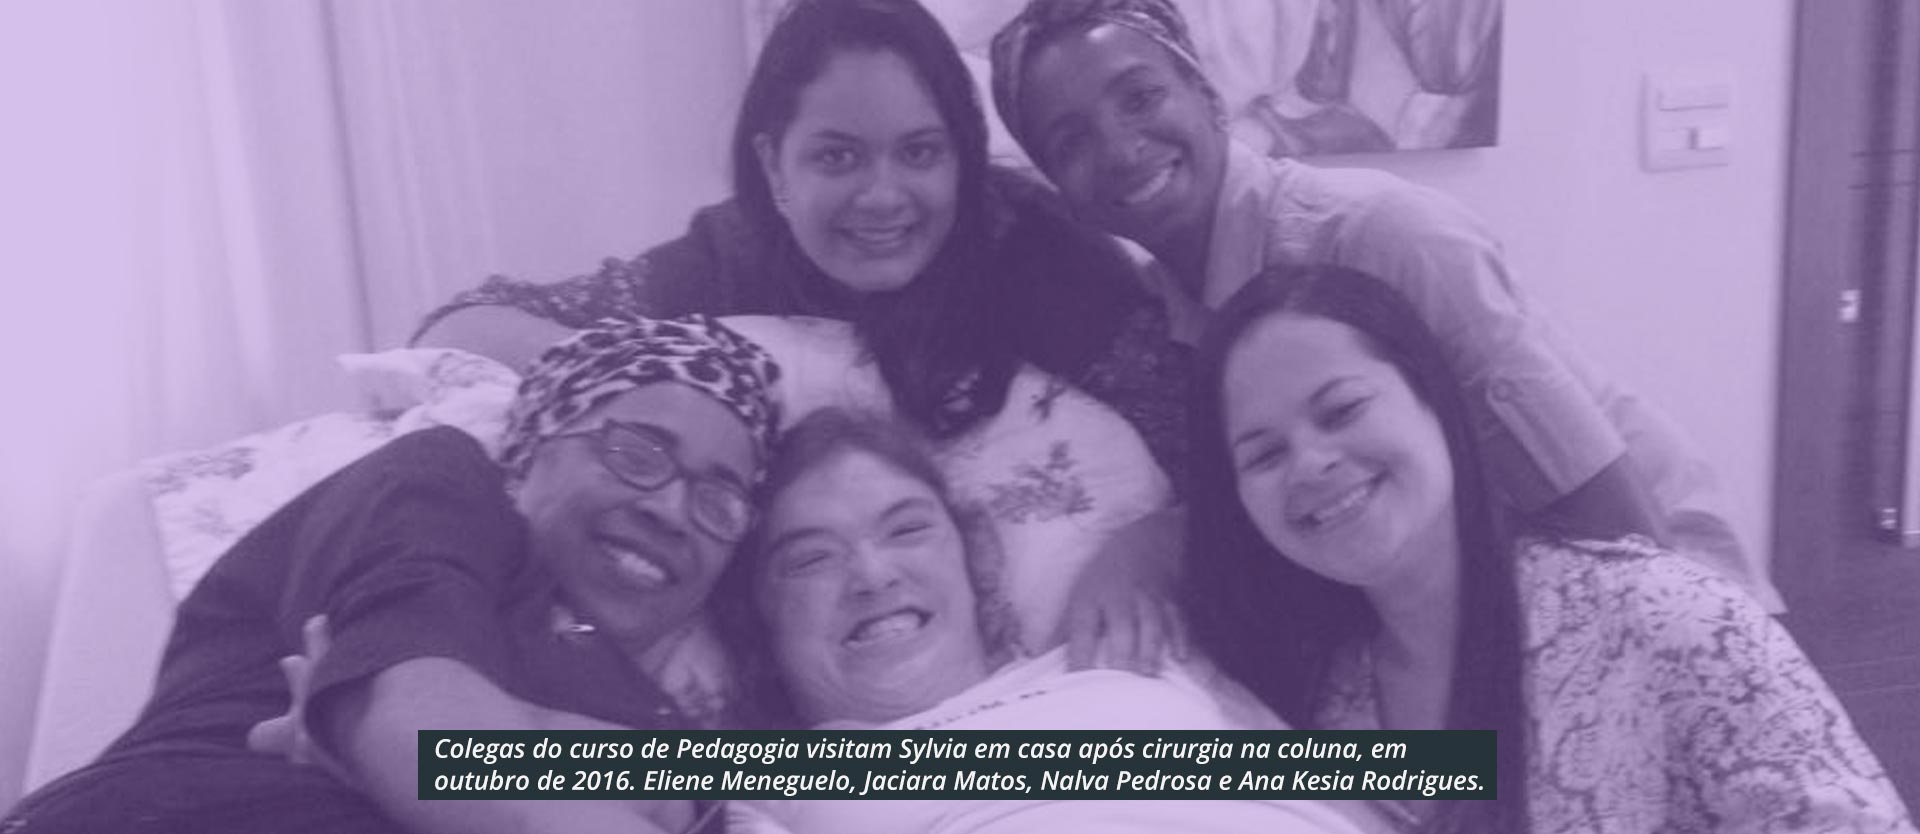 Colegas do curso de Pedagogia visitam Sylvia em casa após cirurgia na coluna, em
outubro de 2016. Eliene Meneguelo, Jaciara Matos, Nalva Pedrosa e Ana Kesia Rodrigues.